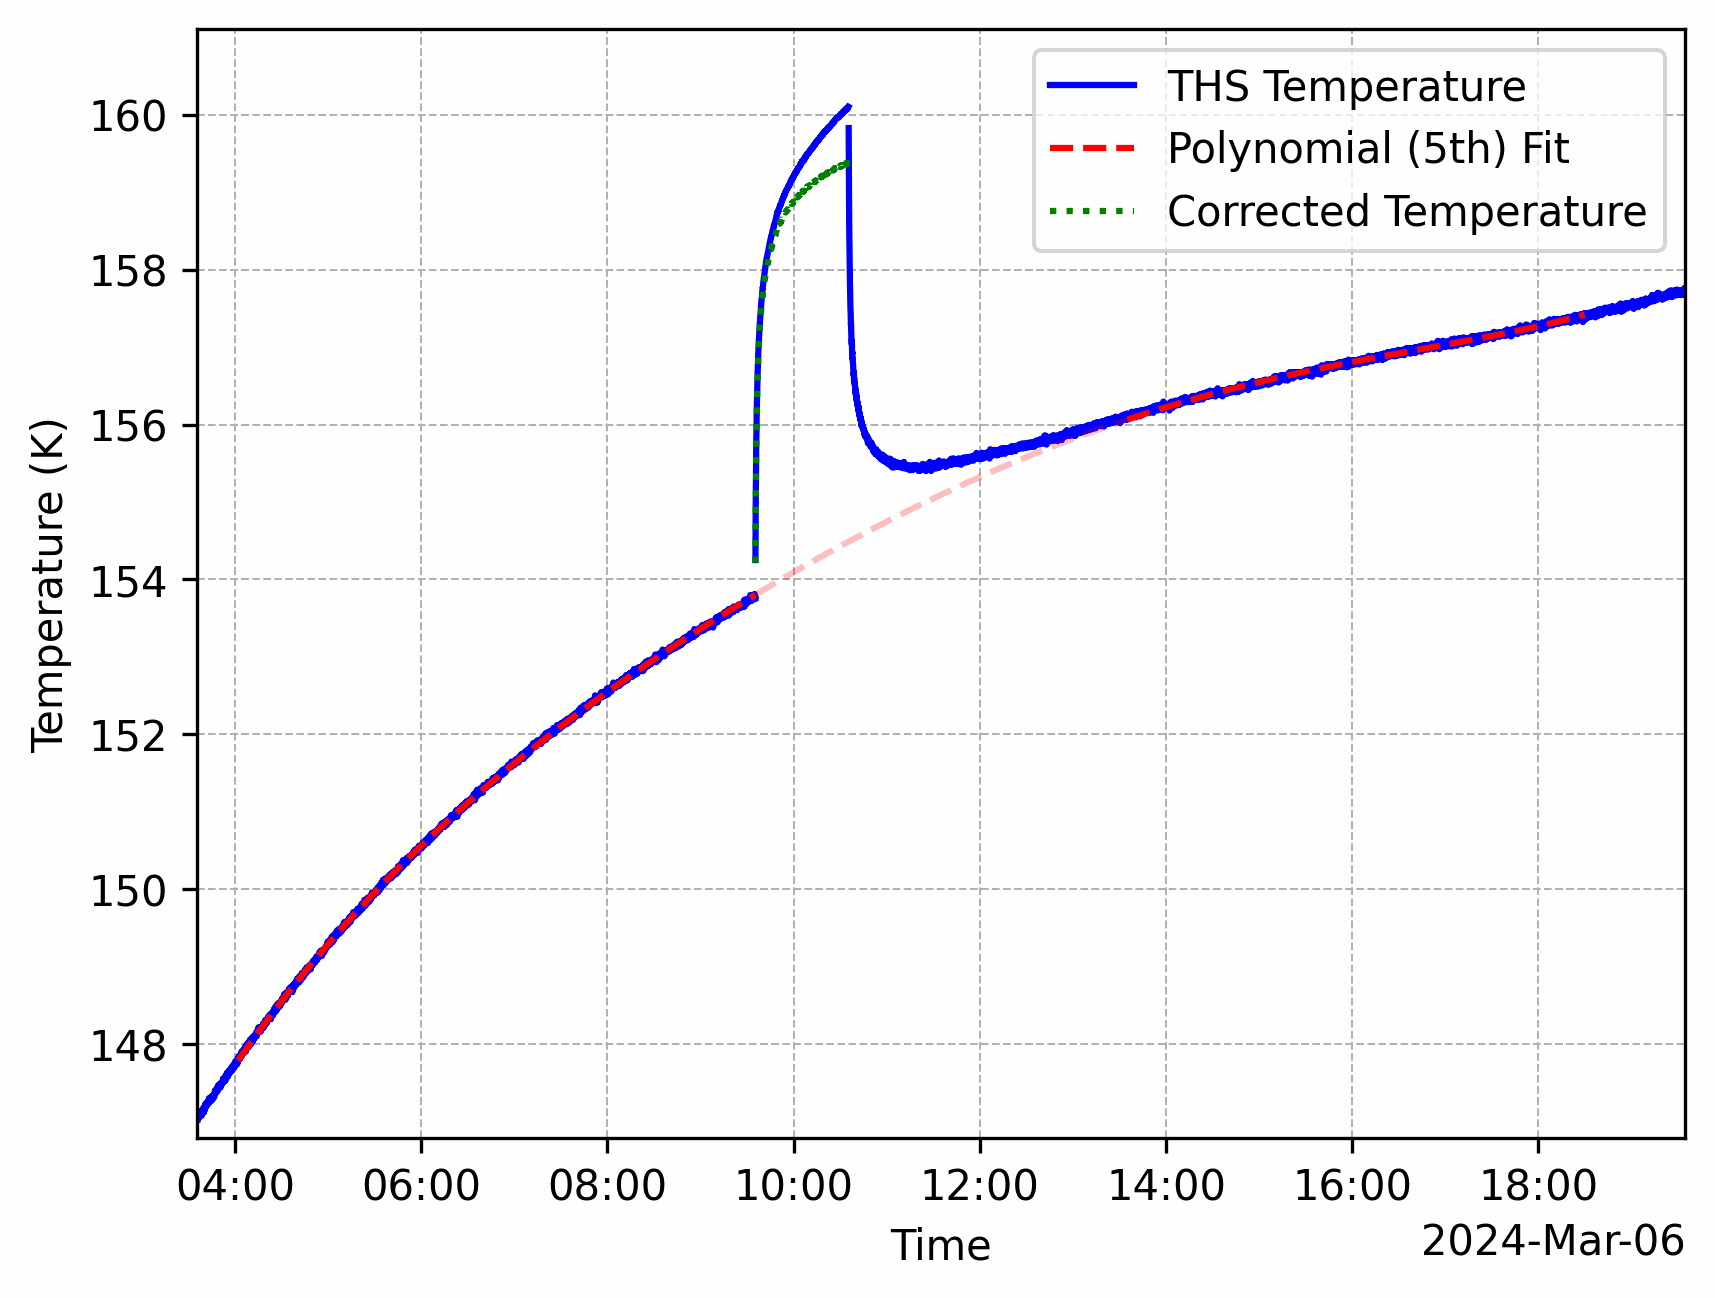 THS Temperature
Polynomial (5th) Fit
Corrected Temperature
160
158
156
154
152
150
148
Temperature (K)
04:00 06:00 08:00 10:00 12:00 14:00 16:00 18:00
Time
2024-Mar-06